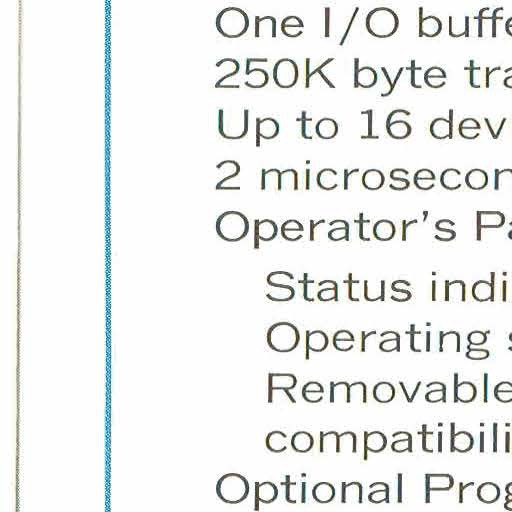 One I/O buffe
250K byte tra
Up to 16 dev
2 microsecon
Operator's Pa
Status indi
Operating s
Removable
compatibili
Optional Prog